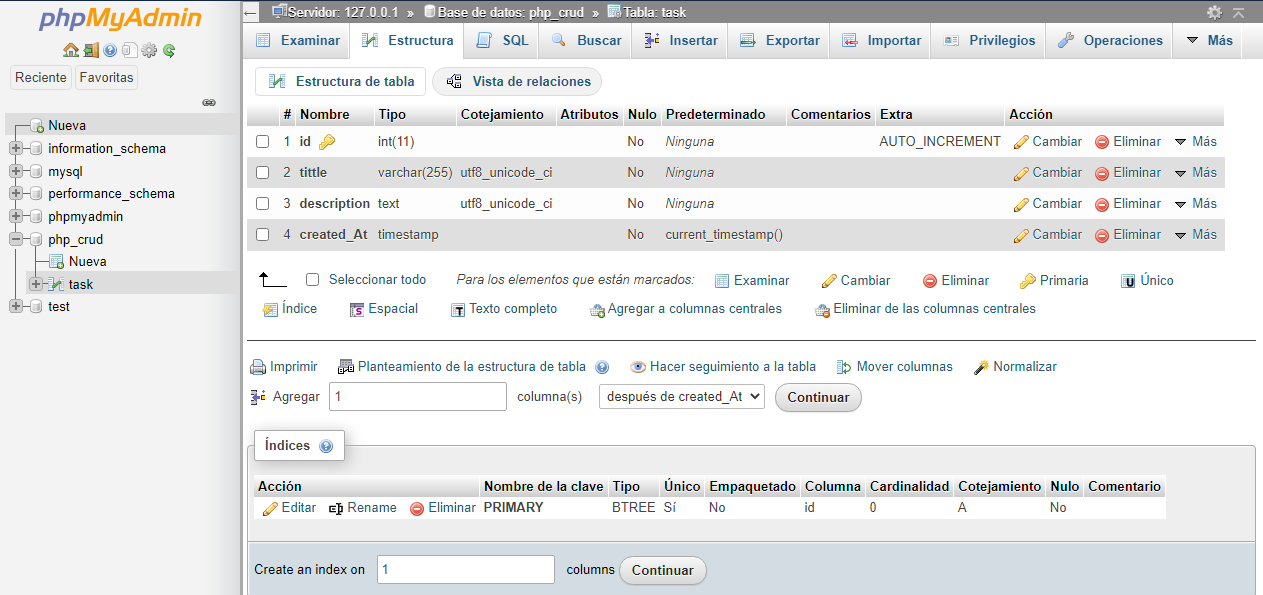 phpMyAdmin
Reciente Favoritas
Nueva
information_schema
mysql
performance_schema
phpmyadmin
php_crud
Nueva
task
test
Servidor: 127.0.0.1 » Base de datos: php_crud » Tabla: task
Examinar Estructura SQL Buscar Insertar Exportar Importar Privilegios Operaciones Más
Estructura de tabla Vista de relaciones
# Nombre Tipo Cotejamiento Atributos Nulo Predeterminado Comentarios Extra Acción
1 id int(11) No Ninguna AUTO_INCREMENT Cambiar Eliminar Más
2 tittle varchar(255) utf8_unicode_ci No Ninguna Cambiar Eliminar Más
3 description text utf8_unicode_ci No Ninguna Cambiar Eliminar Más
4 created_At timestamp No current_timestamp() Cambiar Eliminar Más
Seleccionar todo Para los elementos que están marcados: Examinar Cambiar Eliminar Primaria Único
Índice Espacial Texto completo Agregar a columnas centrales Eliminar de las columnas centrales
Imprimir Planteamiento de la estructura de tabla Hacer seguimiento a la tabla Mover columnas Normalizar
Agregar 1 columna(s) después de created_At Continuar
Índices
Acción Nombre de la clave Tipo Único Empaquetado Columna Cardinalidad Cotejamiento Nulo Comentario
Editar Rename Eliminar PRIMARY BTREE Sí No id 0 A No
Create an index on 1 columns Continuar